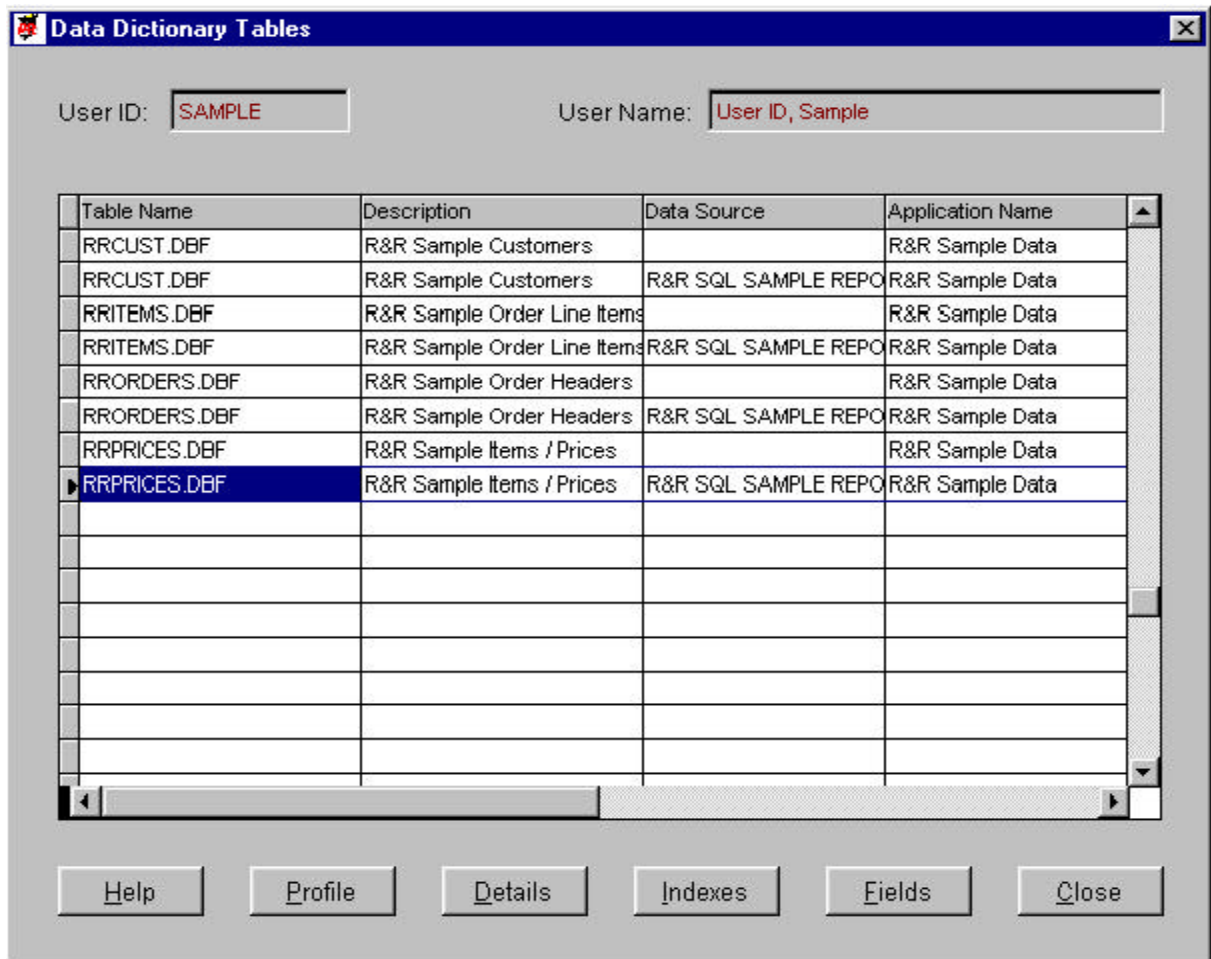 Data Dictionary Tables
User ID: SAMPLE User Name: User ID, Sample
Table Name Description Data Source Application Name
RRCUST.DBF R&R Sample Customers R&R Sample Data
RRCUST.DBF R&R Sample Customers R&R SQL SAMPLE REPO R&R Sample Data
RRITEMS.DBF R&R Sample Order Line Items R&R Sample Data
RRITEMS.DBF R&R Sample Order Line Items R&R SQL SAMPLE REPO R&R Sample Data
RRORDERS.DBF R&R Sample Order Headers R&R Sample Data
RRORDERS.DBF R&R Sample Order Headers R&R SQL SAMPLE REPO R&R Sample Data
RRPRICES.DBF R&R Sample Items / Prices R&R Sample Data
RRPRICES.DBF R&R Sample Items / Prices R&R SQL SAMPLE REPO R&R Sample Data
Help Profile Details Indexes Fields Close